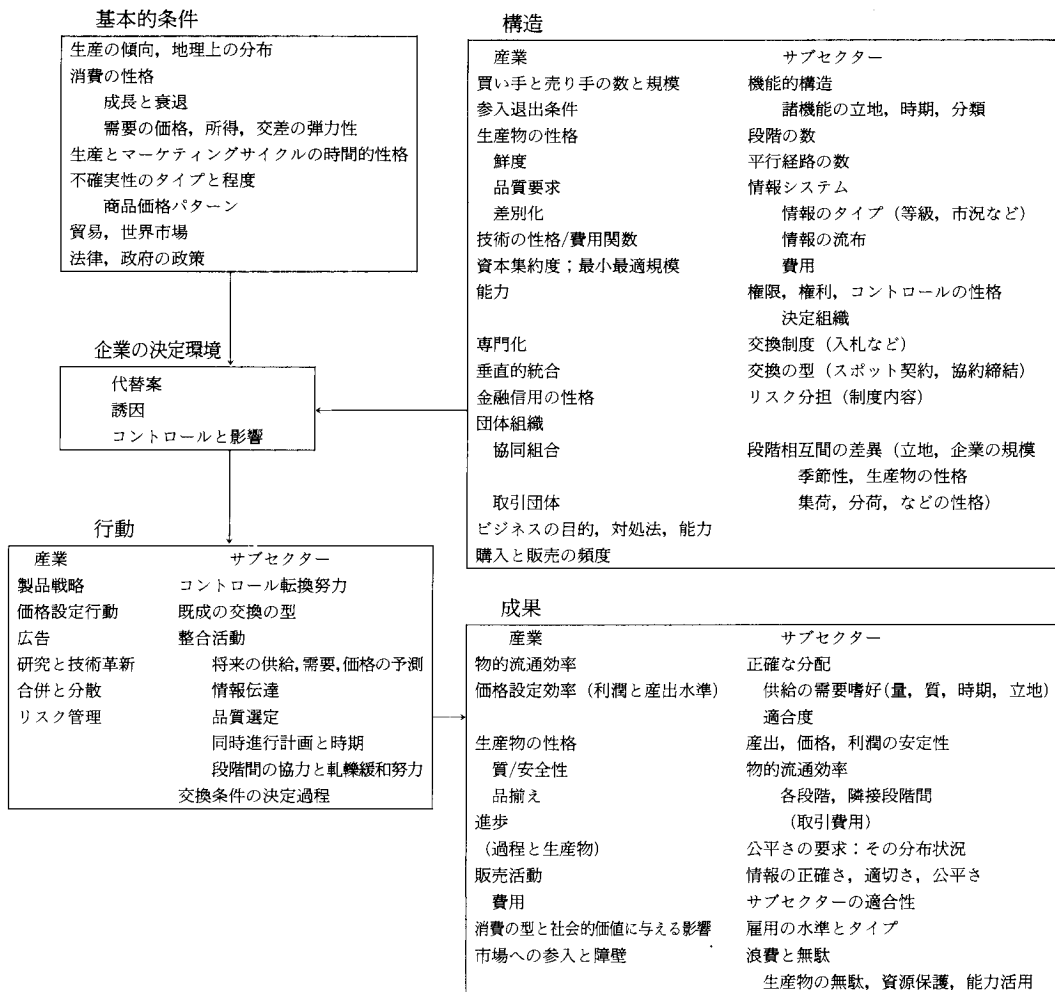 基本的条件
生産の傾向，地理上の分布
消費の性格
成長と衰退
需要の価格，所得，交差の弾力性
生産とマーケティングサイクルの時間的性格
不確実性のタイプと程度
商品価格パターン
貿易，世界市場
法律，政府の政策
企業の決定環境
代替案
誘因
コントロールと影響
構造
産業
買い手と売り手の数と規模
参入退出条件
生産物の性格
鮮度
品質要求
差別化
技術の性格/費用関数
資本集約度；最小最適規模
能力
専門化
垂直的統合
金融信用の性格
団体組織
協同組合
取引団体
ビジネスの目的，対処法，能力
購入と販売の頻度
サブセクター
機能的構造
諸機能の立地，時期，分類
段階の数
平行経路の数
情報システム
情報のタイプ（等級，市況など）
情報の流布
費用
権限，権利，コントロールの性格
決定組織
交換制度（入札など）
交換の型（スポット契約，協約締結）
リスク分担（制度内容）
段階相互間の差異（立地，企業の規模
季節性，生産物の性格
集荷，分荷，などの性格）
行動
産業
製品戦略
価格設定行動
広告
研究と技術革新
合併と分散
リスク管理
サブセクター
コントロール転換努力
既成の交換の型
整合活動
将来の供給，需要，価格の予測
情報伝達
品質選定
同時進行計画と時期
段階間の協力と軋轢緩和努力
交換条件の決定過程
成果
産業
物的流通効率
価格設定効率（利潤と産出水準）
生産物の性格
質/安全性
品揃え
進歩
（過程と生産物）
販売活動
費用
消費の型と社会的価値に与える影響
市場への参入と障壁
サブセクター
正確な分配
供給の需要嗜好（量，質，時期，立地）
適合度
産出，価格，利潤の安定性
物的流通効率
各段階，隣接段階間
（取引費用）
公平さの要求：その分布状況
情報の正確さ，適切さ，公平さ
サブセクターの適合性
雇用の水準とタイプ
浪費と無駄
生産物の無駄，資源保護，能力活用